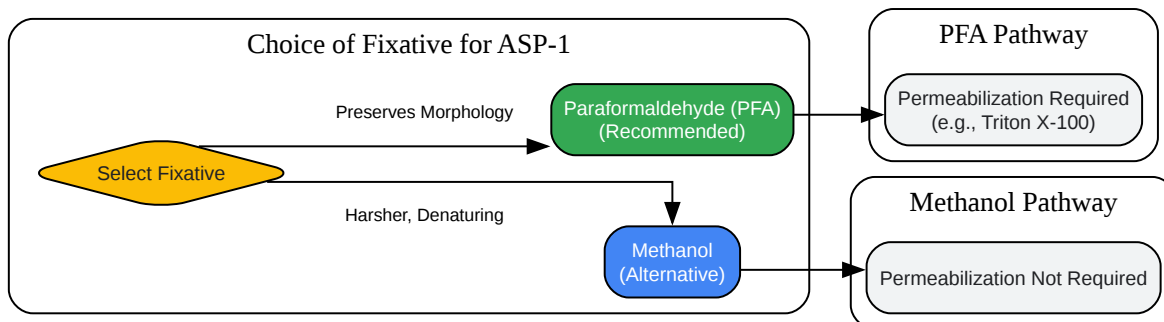 Choice of Fixative for ASP-1
PFA Pathway
Preserves Morphology
Paraformaldehyde (PFA)
(Recommended)
Permeabilization Required
(e.g., Triton X-100)
Select Fixative
Harsher, Denaturing
Methanol
(Alternative)
Methanol Pathway
Permeabilization Not Required